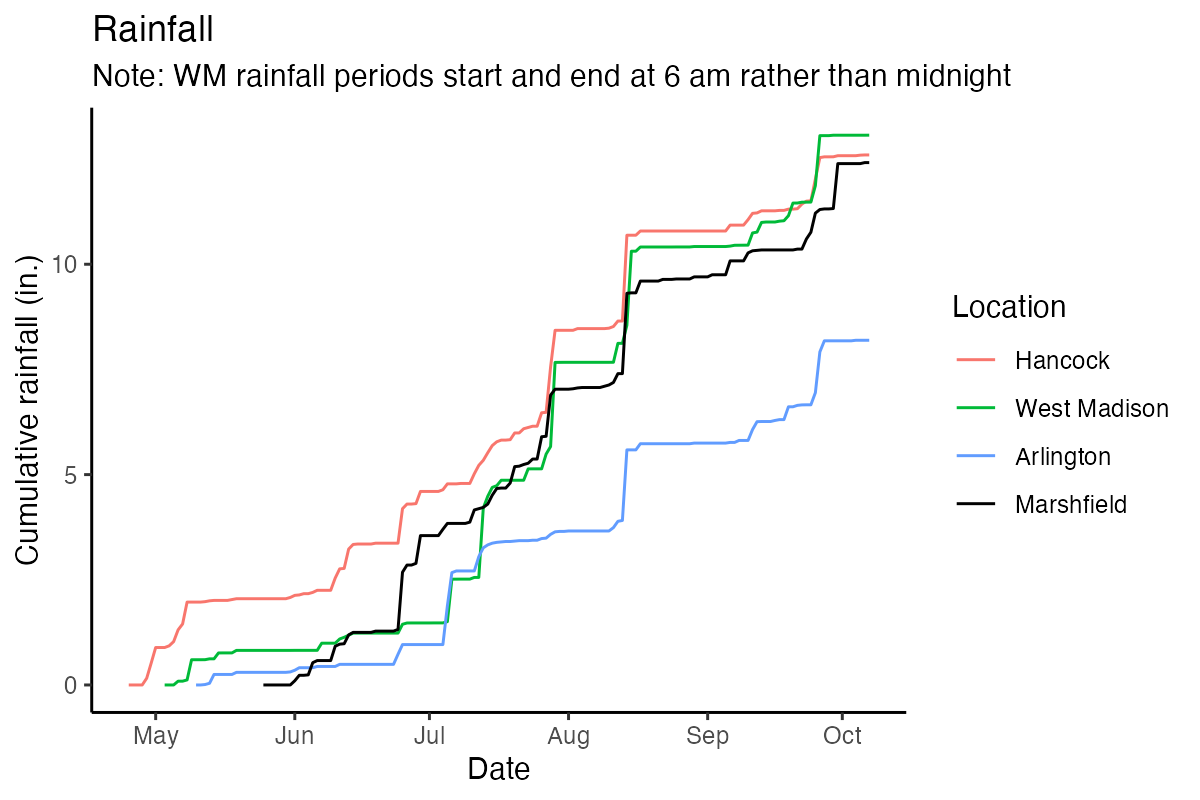 Rainfall
Note: WM rainfall periods start and end at 6 am rather than midnight
Cumulative rainfall (in.)
10
5
0
May Jun Jul Aug Sep Oct
Date
Location
Hancock
West Madison
Arlington
Marshfield